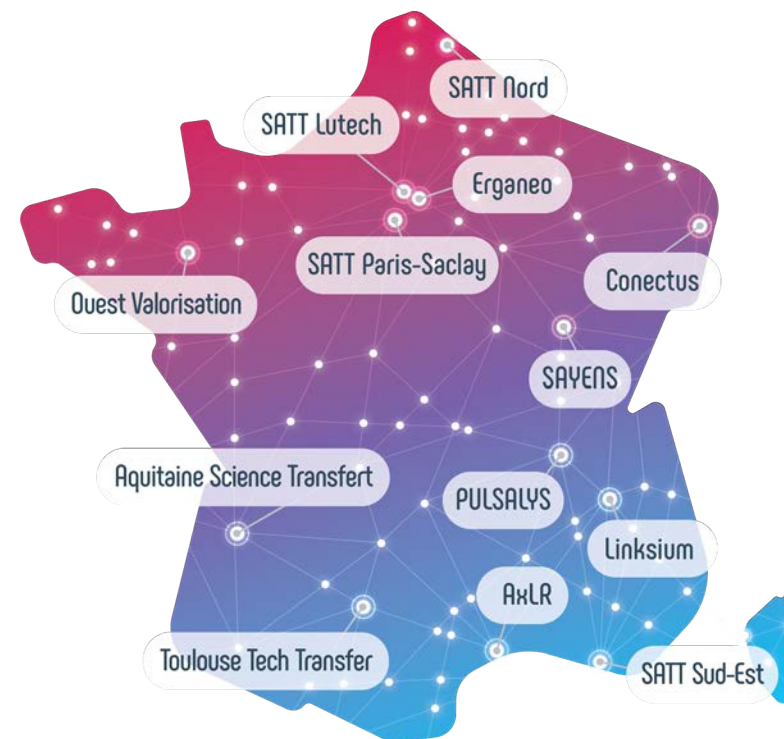 SATT Nord
SATT Lutech
Erganeo
SATT Paris-Saclay
Conectus
Ouest Valorisation
SAYENS
Aquitaine Science Transfert
PULSALYS
Linksium
AxLR
Toulouse Tech Transfer
SATT Sud-Est